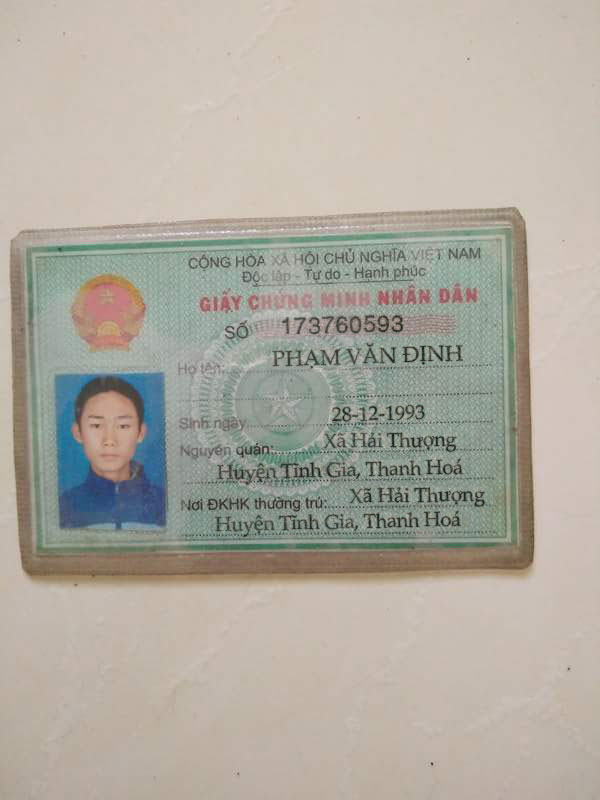 CỘNG HÒA XÃ HỘI CHỦ NGHĨA VIỆT NAM
Độc lập - Tự do - Hạnh phúc
GIẤY CHỨNG MINH NHÂN DÂN
SỐ 173760593
Họ tên: PHẠM VĂN ĐỊNH
Sinh ngày 28-12-1993
Nguyên quán: Xã Hải Thượng
Huyện Tĩnh Gia, Thanh Hoá
Nơi ĐKHK thường trú: Xã Hải Thượng
Huyện Tĩnh Gia, Thanh Hoá